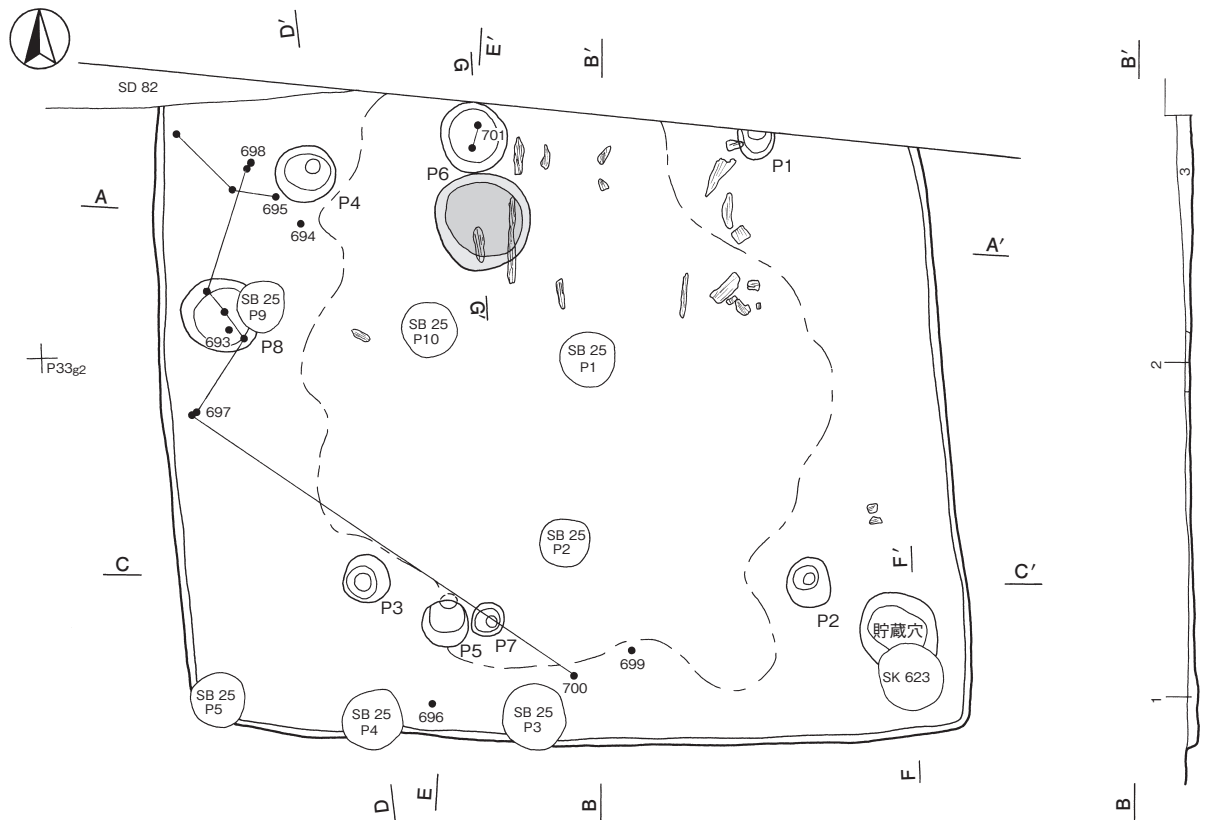 D′
G
E′
B′
B′
SD 82
701
698
P6
P1
3
A
695
P4
694
A′
SB 25
P9
G′
693
P8
SB 25
P10
SB 25
P1
P33g2
2
697
SB 25
P2
F′
C
C′
P3
P2
貯蔵穴
P5
P7
699
SK 623
700
SB 25
P5
696
SB 25
P4
SB 25
P3
1
D
E
B
F
B